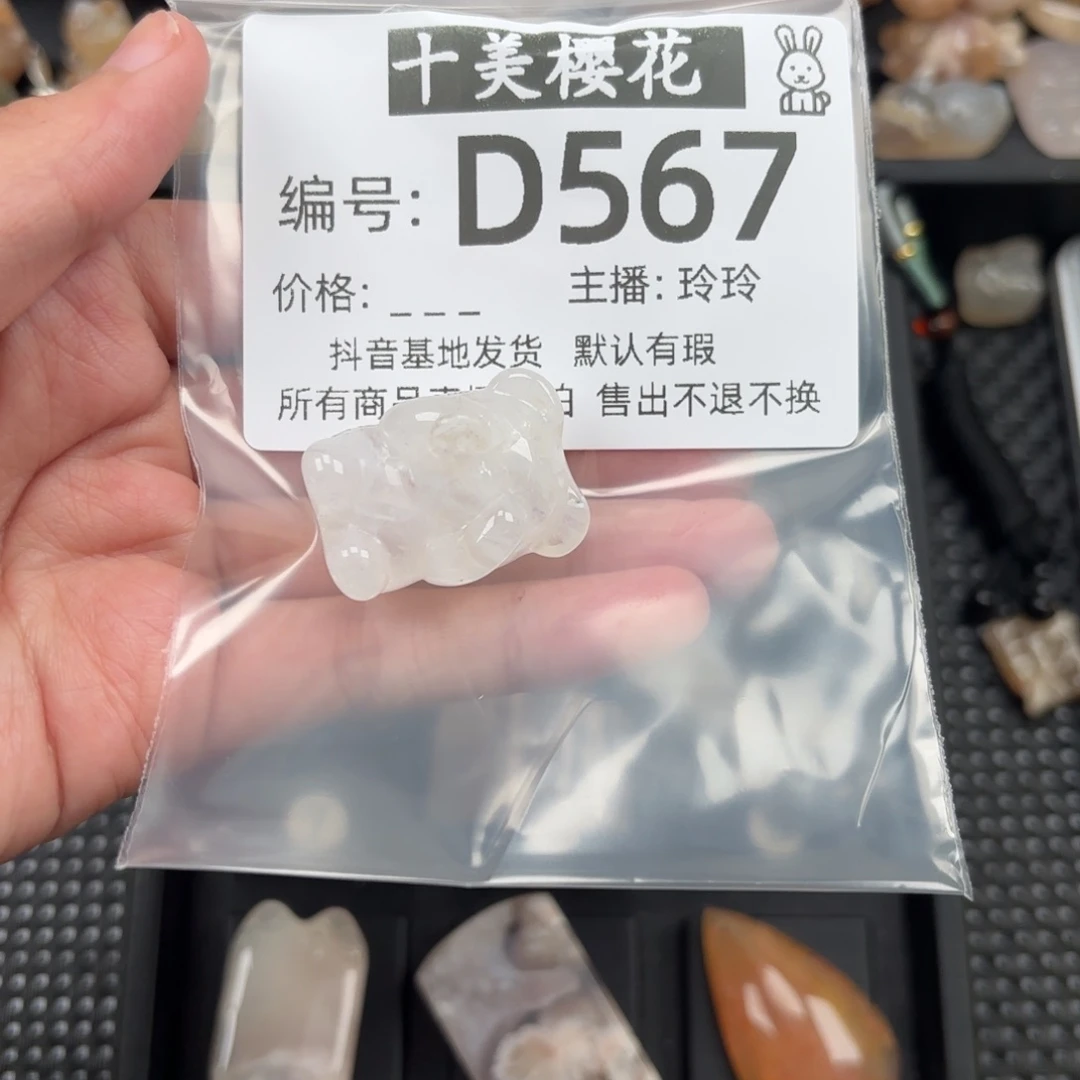 十美樱花
编号: D567
价格: _ _ _ 主播: 玲玲
抖音基地发货 默认有瑕
所有商品 拍 售出不退不换